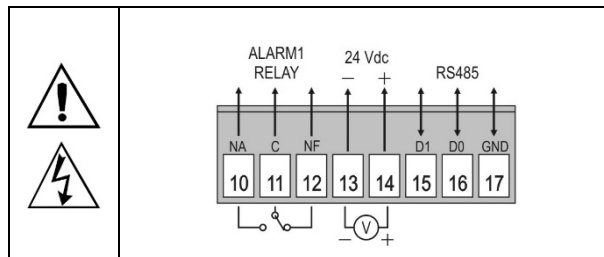 ALARM1 RELAY
24 Vdc
− +
RS485
NA C NF D1 D0 GND
10 11 12 13 14 15 16 17
− V +